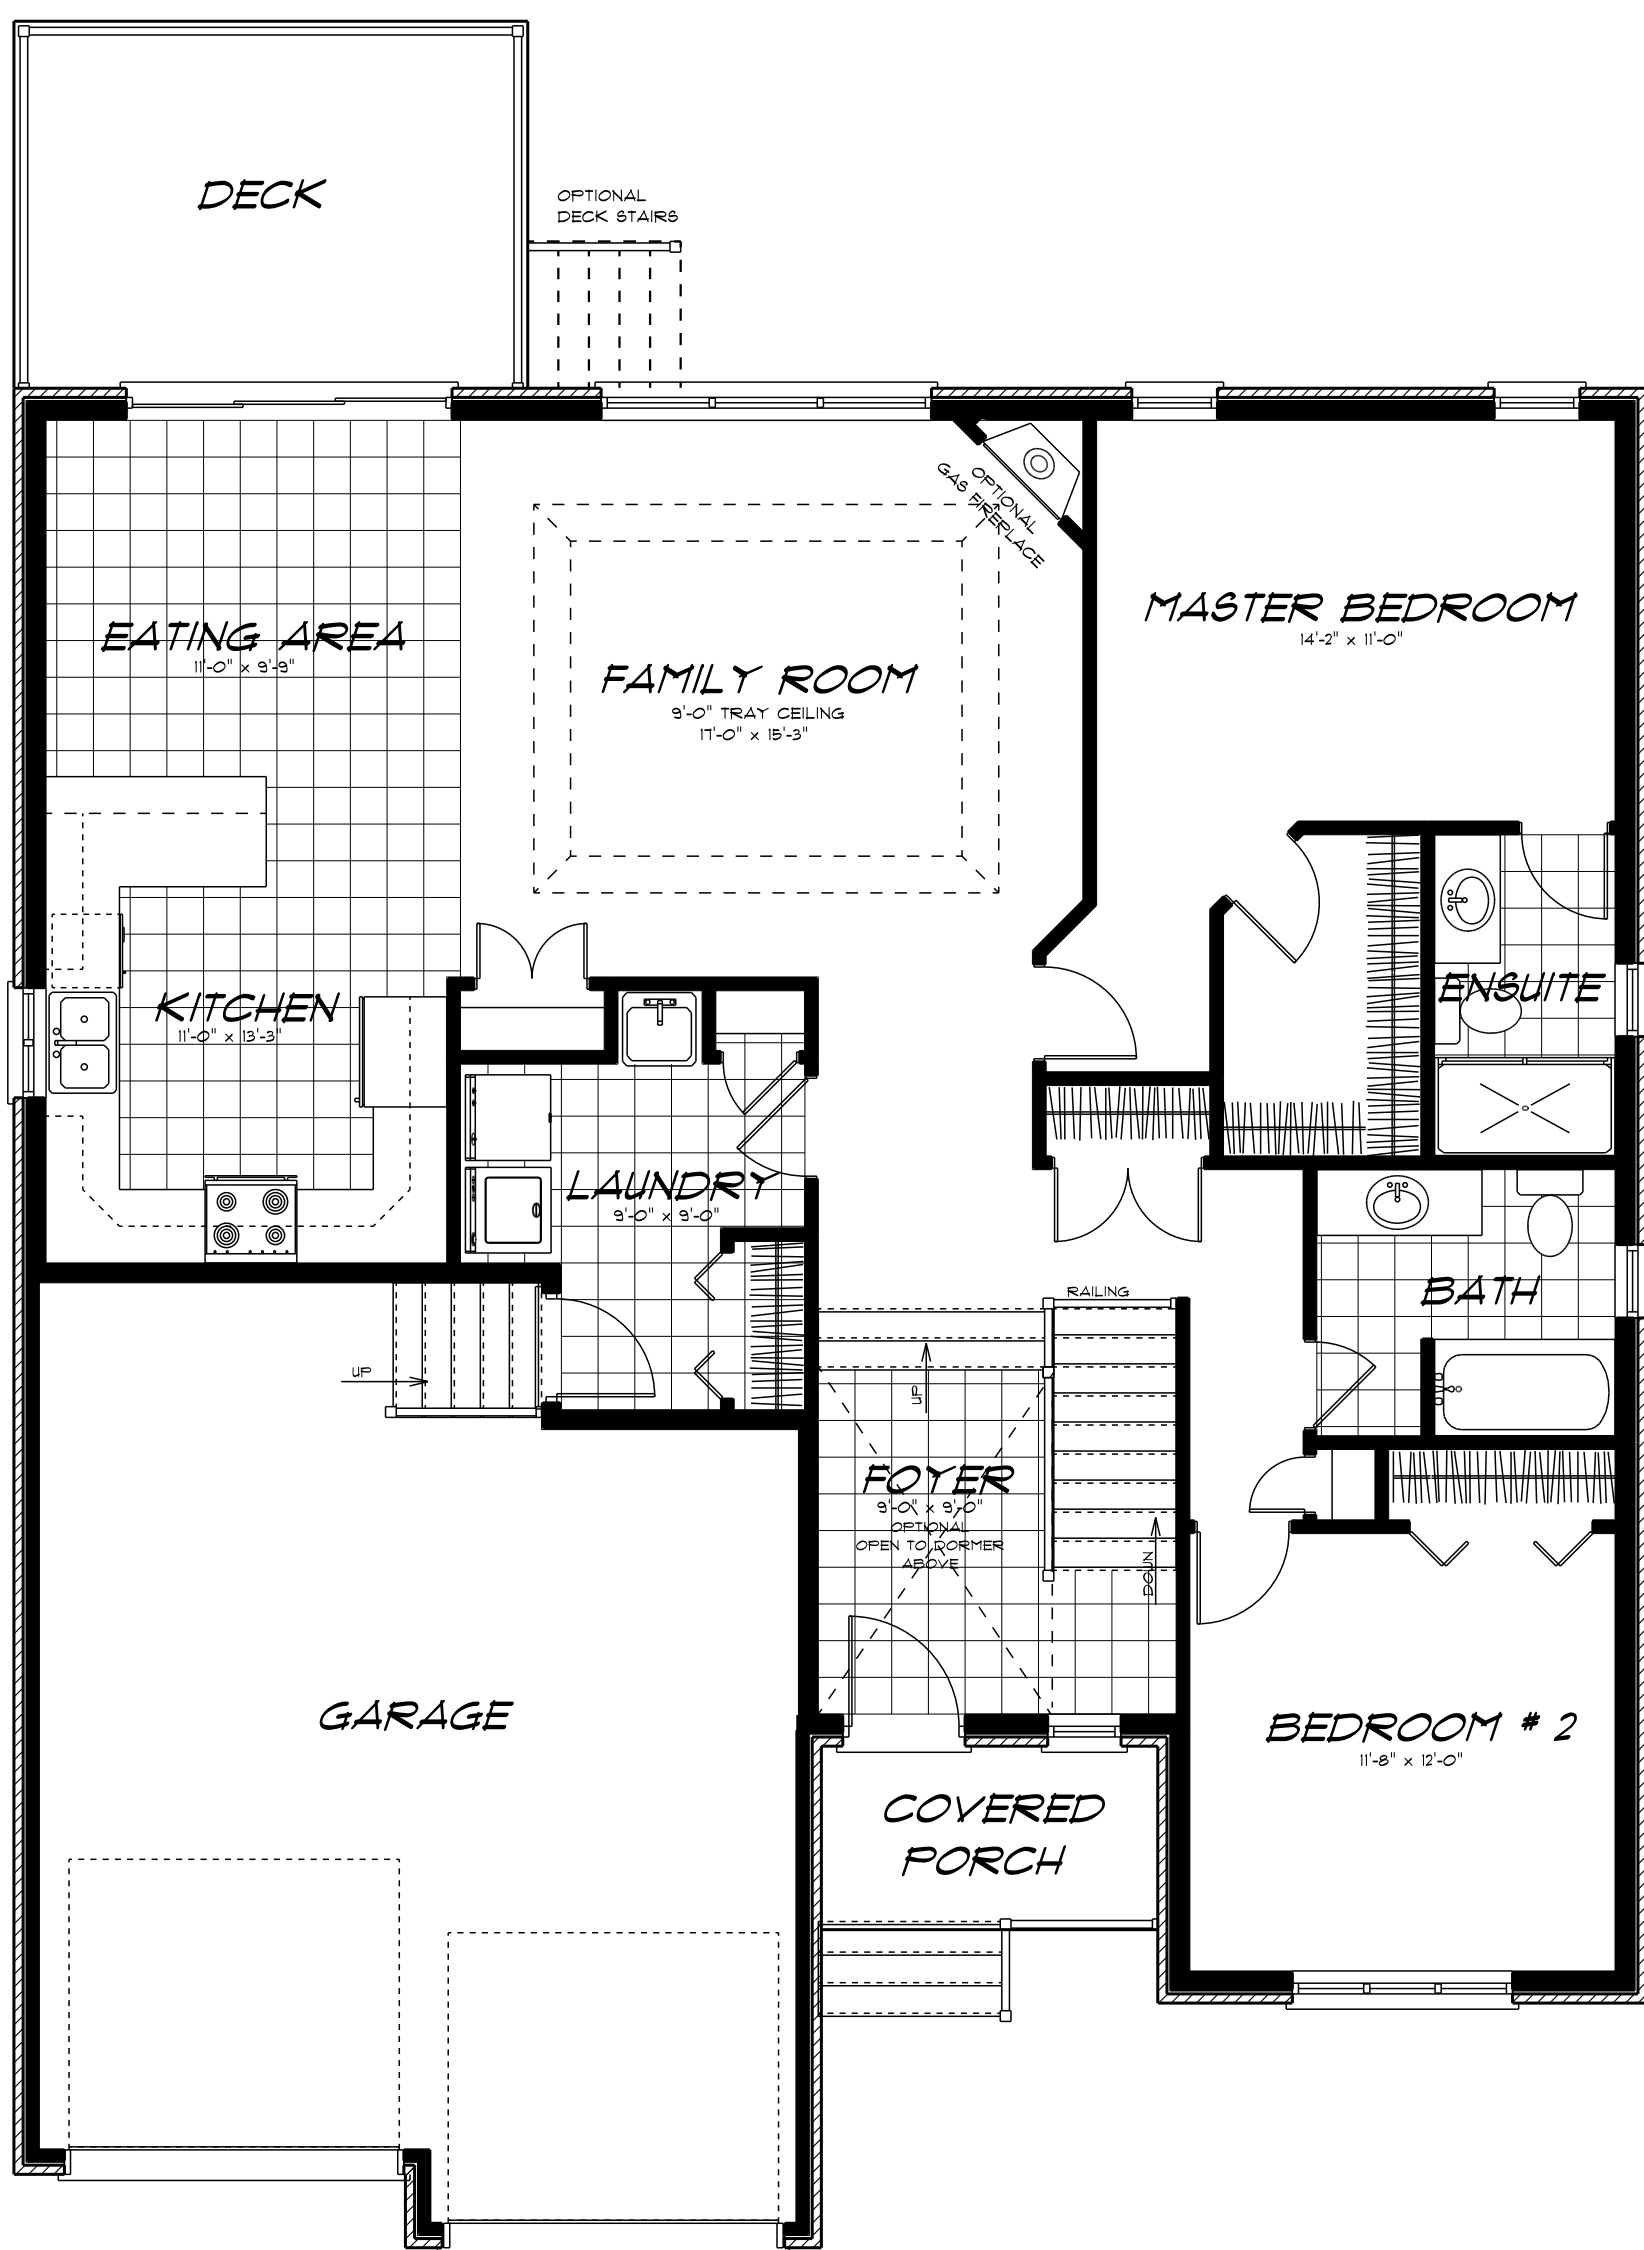 DECK
OPTIONAL
DECK STAIRS
OPTIONAL
GAS FIREPLACE
MASTER BEDROOM
14'-2" x 11'-0"
EATING AREA
11'-0" x 9'-9"
FAMILY ROOM
9'-0" TRAY CEILING
17'-0" x 15'-3"
KITCHEN
11'-0" x 13'-3"
ENSUITE
LAUNDRY
9'-0" x 9'-0"
BATH
RAILING
UP
UP
FOYER
9'-0" x 9'-0"
OPTIONAL
OPEN TO DORMER
ABOVE
DOWN
GARAGE
BEDROOM # 2
11'-8" x 12'-0"
COVERED
PORCH